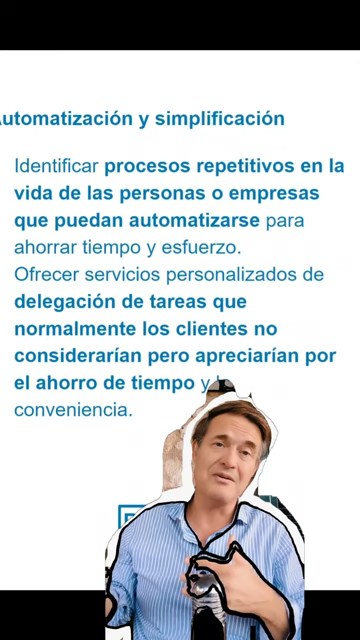 utomatización y simplificación
Identificar procesos repetitivos en la
vida de las personas o empresas
que puedan automatizarse para
ahorrar tiempo y esfuerzo.
Ofrecer servicios personalizados de
delegación de tareas que
normalmente los clientes no
considerarían pero apreciarían por
el ahorro de tiempo y
conveniencia.